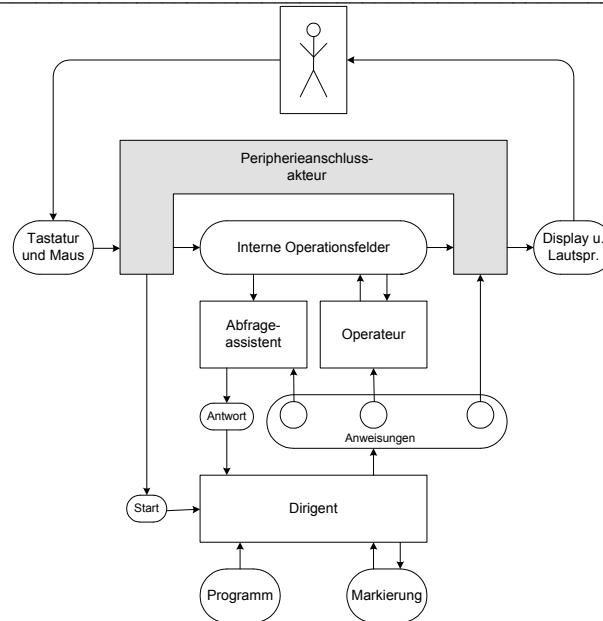 Peripherieanschluss-
akteur
Tastatur
und Maus
Interne Operationsfelder
Display u.
Lautspr.
Abfrage-
assistent
Operateur
Antwort
Anweisungen
Start
Dirigent
Programm
Markierung